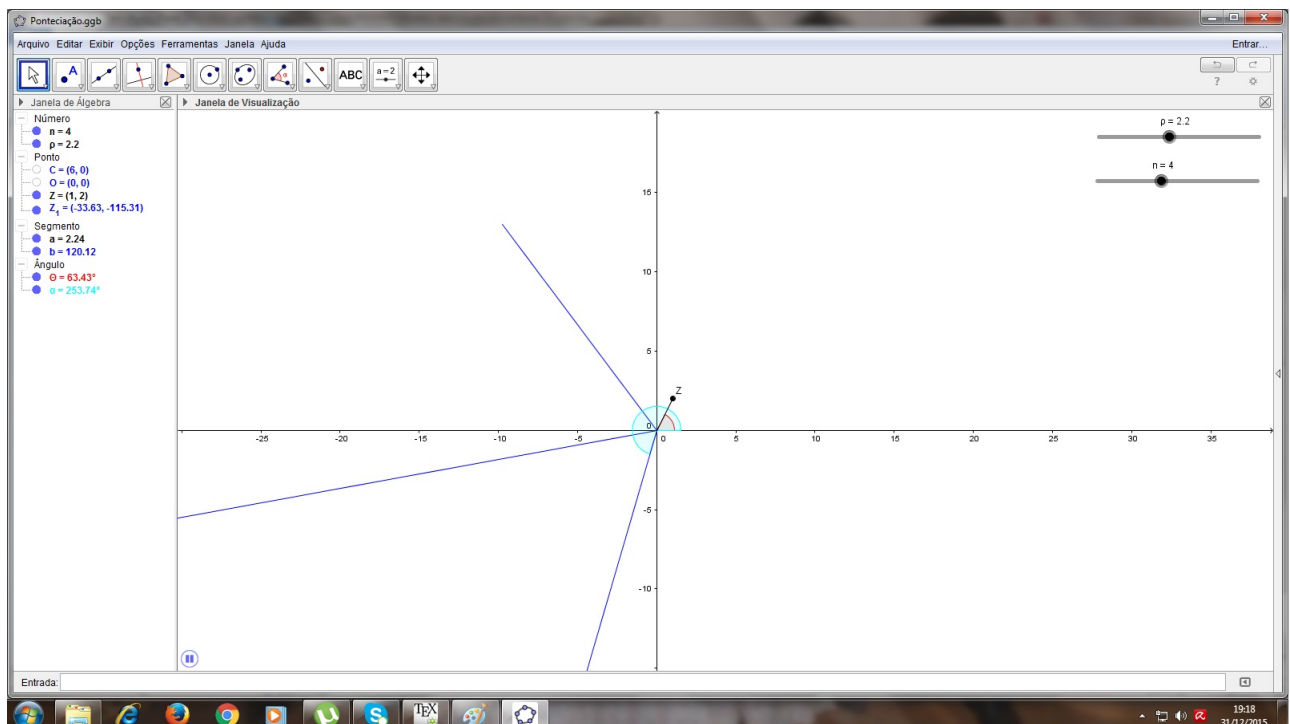 Ponteciação.ggb
Arquivo Editar Exibir Opções Ferramentas Janela Ajuda
Entrar...
ABC
a = 2
?
Janela de Álgebra
Janela de Visualização
Número
n = 4
ρ = 2.2
Ponto
C = (6, 0)
O = (0, 0)
Z = (1, 2)
Z₁ = (-33.63, -115.31)
Segmento
a = 2.24
b = 120.12
Ângulo
Θ = 63.43°
α = 253.74°
ρ = 2.2
n = 4
15
10
5
0
-5
-10
-25 -20 -15 -10 -5 0 5 10 15 20 25 30 35
Z
Entrada:
TEX
19:18
31/12/2015